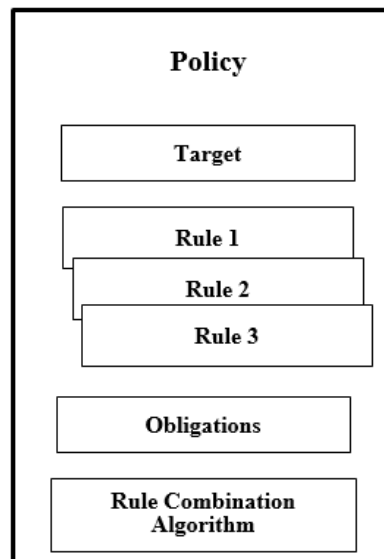 Policy
Target
Rule 1
Rule 2
Rule 3
Obligations
Rule Combination
Algorithm